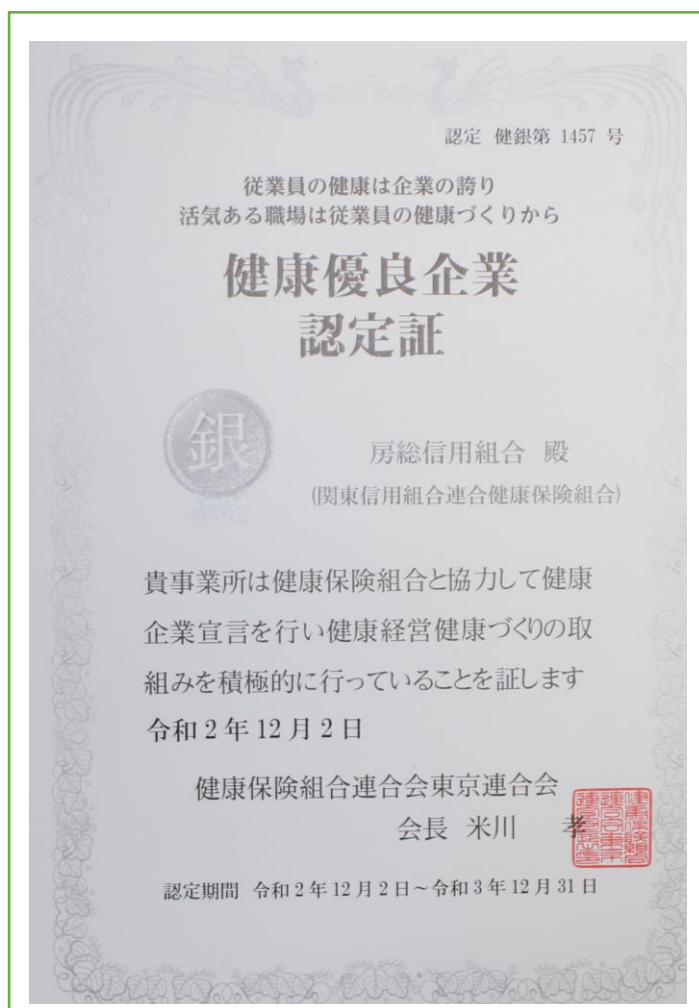 認定 健銀第 1457 号
従業員の健康は企業の誇り
活気ある職場は従業員の健康づくりから
健康優良企業
認定証
銀
房総信用組合 殿
(関東信用組合連合健康保険組合)
貴事業所は健康保険組合と協力して健康
企業宣言を行い健康経営健康づくりの取
組みを積極的に行っていることを証します
令和2年12月2日
健康保険組合連合会東京連合会
会長 米川 孝
認定期間 令和2年12月2日~令和3年12月31日